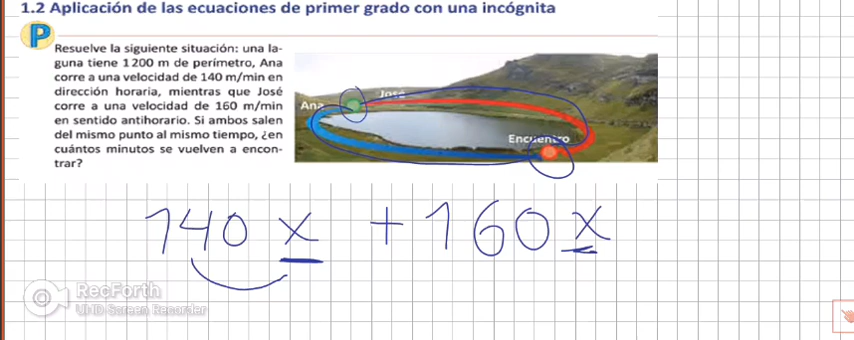 1.2 Aplicación de las ecuaciones de primer grado con una incógnita
P
Resuelve la siguiente situación: una la-
guna tiene 1200 m de perímetro, Ana
corre a una velocidad de 140 m/min en
dirección horaria, mientras que José
corre a una velocidad de 160 m/min
en sentido antihorario. Si ambos salen
del mismo punto al mismo tiempo, ¿en
cuántos minutos se vuelven a encon-
trar?
José
Ana
Encuentro
140 x + 160 x
RecForth
UHD Screen Recorder